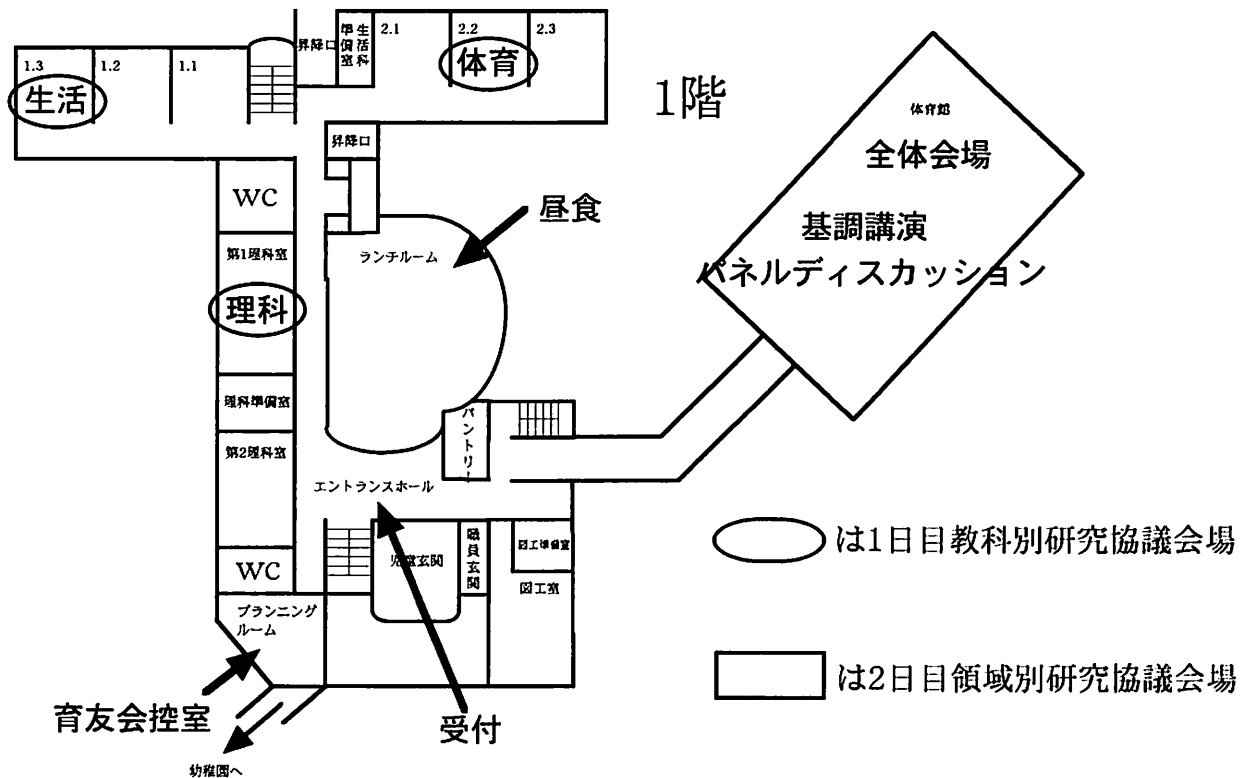 1階
昇降口
生活科
準備室
2.1
2.2
2.3
体育
1.3
1.2
1.1
生活
昇降口
体育館
全体会場
基調講演
パネルディスカッション
WC
昼食
ランチルーム
第1理科室
理科
理科準備室
第2理科室
パントリー
エントランスホール
WC
児童玄関
職員玄関
図工準備室
図工室
プランニング
ルーム
育友会控室
受付
幼稚園へ
は1日目教科別研究協議会場
は2日目領域別研究協議会場